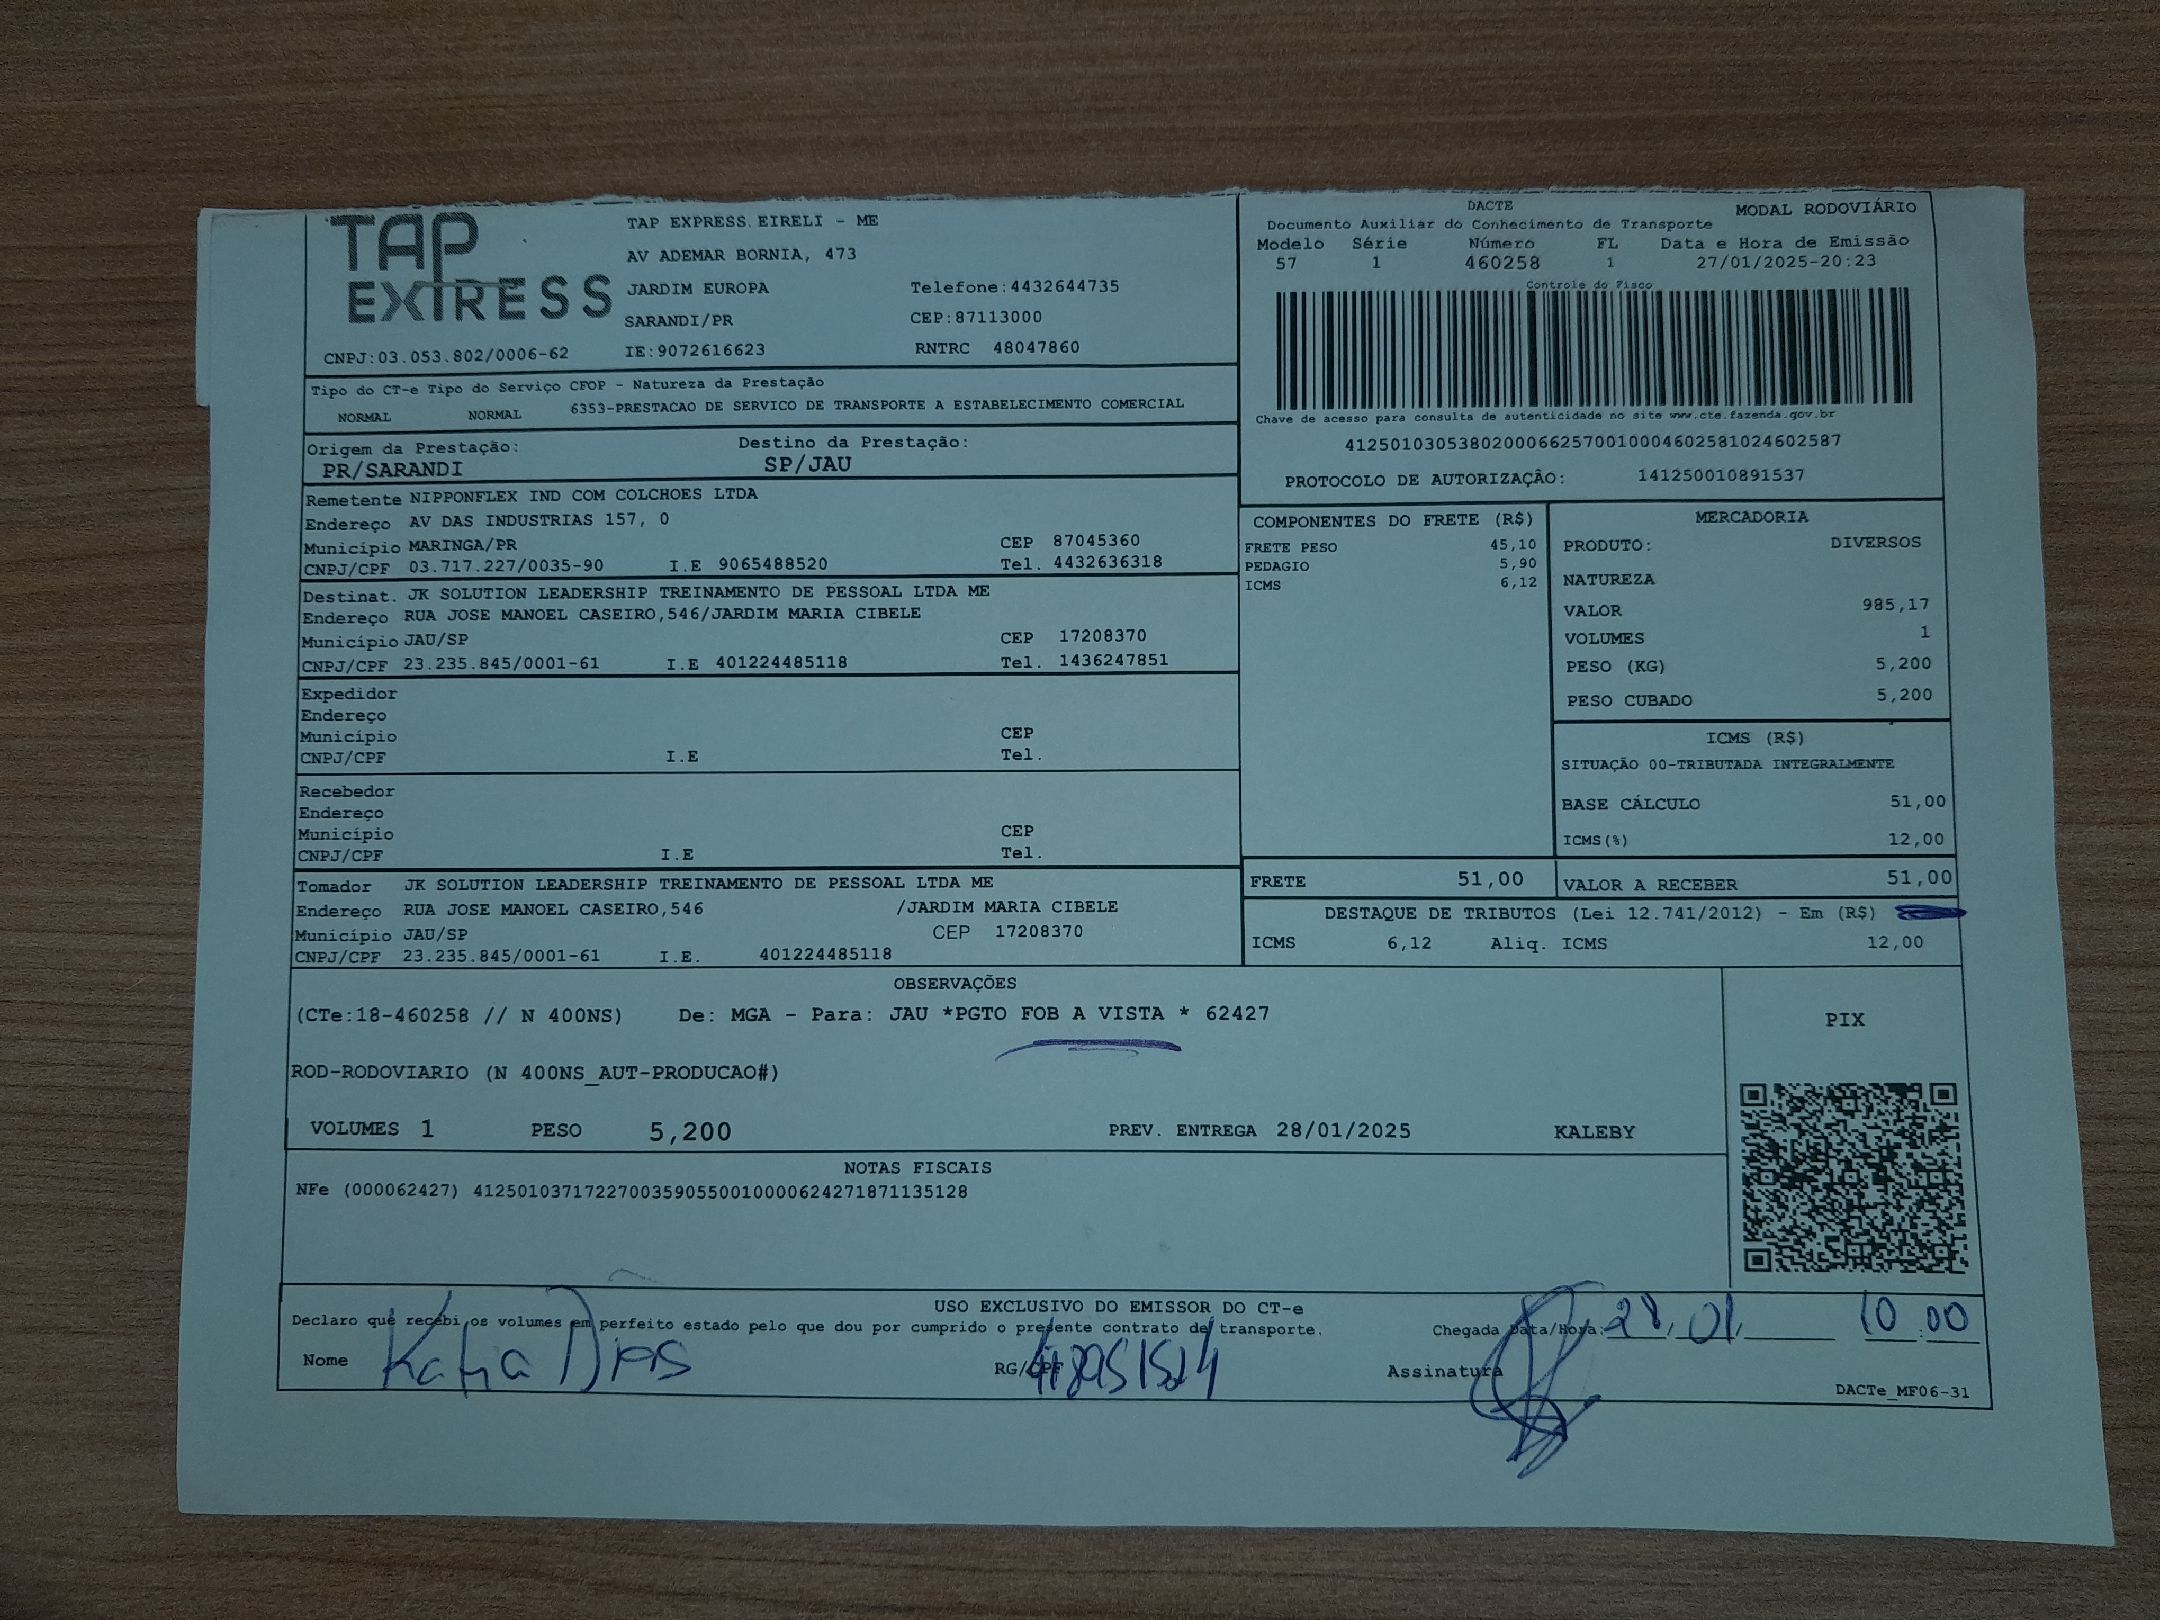 TAP
EXPRESS
TAP EXPRESS EIRELI - ME
AV ADEMAR BORNIA, 473
JARDIM EUROPA Telefone:4432644735
SARANDI/PR CEP:87113000
CNPJ:03.053.802/0006-62 IE:9072616623 RNTRC 48047860
DACTE MODAL RODOVIÁRIO
Documento Auxiliar do Conhecimento de Transporte
Modelo Série Número FL Data e Hora de Emissão
57 1 460258 1 27/01/2025-20:23
Controle do Fisco
Chave de acesso para consulta de autenticidade no site www.cte.fazenda.gov.br
41250103053802000662570010004602581024602587
PROTOCOLO DE AUTORIZAÇÂO: 141250010891537
Tipo do CT-e Tipo do Serviço CFOP - Natureza da Prestação
NORMAL NORMAL 6353-PRESTACAO DE SERVICO DE TRANSPORTE A ESTABELECIMENTO COMERCIAL
Origem da Prestação: Destino da Prestação:
PR/SARANDI SP/JAU
Remetente NIPPONFLEX IND COM COLCHOES LTDA
Endereço AV DAS INDUSTRIAS 157, 0
Município MARINGA/PR CEP 87045360
CNPJ/CPF 03.717.227/0035-90 I.E 9065488520 Tel. 4432636318
Destinat. JK SOLUTION LEADERSHIP TREINAMENTO DE PESSOAL LTDA ME
Endereço RUA JOSE MANOEL CASEIRO,546/JARDIM MARIA CIBELE
Município JAU/SP CEP 17208370
CNPJ/CPF 23.235.845/0001-61 I.E 401224485118 Tel. 1436247851
Expedidor
Endereço
Município CEP
CNPJ/CPF I.E Tel.
Recebedor
Endereço
Município CEP
CNPJ/CPF I.E Tel.
Tomador JK SOLUTION LEADERSHIP TREINAMENTO DE PESSOAL LTDA ME
Endereço RUA JOSE MANOEL CASEIRO,546 /JARDIM MARIA CIBELE
Município JAU/SP CEP 17208370
CNPJ/CPF 23.235.845/0001-61 I.E. 401224485118
COMPONENTES DO FRETE (R$)
FRETE PESO 45,10
PEDAGIO 5,90
ICMS 6,12
MERCADORIA
PRODUTO: DIVERSOS
NATUREZA
VALOR 985,17
VOLUMES 1
PESO (KG) 5,200
PESO CUBADO 5,200
ICMS (R$)
SITUAÇÃO 00-TRIBUTADA INTEGRALMENTE
BASE CÁLCULO 51,00
ICMS(%) 12,00
FRETE 51,00 VALOR A RECEBER 51,00
DESTAQUE DE TRIBUTOS (Lei 12.741/2012) - Em (R$)
ICMS 6,12 Aliq. ICMS 12,00
OBSERVAÇÕES
(CTe:18-460258 // N 400NS) De: MGA - Para: JAU *PGTO FOB A VISTA * 62427
ROD-RODOVIARIO (N 400NS_AUT-PRODUCAO#)
VOLUMES 1 PESO 5,200 PREV. ENTREGA 28/01/2025 KALEBY
PIX
NOTAS FISCAIS
NFe (000062427) 41250103717227003590550010000624271871135128
USO EXCLUSIVO DO EMISSOR DO CT-e
Declaro que recebi os volumes em perfeito estado pelo que dou por cumprido o presente contrato de transporte. Chegada Data/Hora: 28/01/ 10:00
Nome Katia Dias RG/CPF Assinatura
DACTe_MF06-31